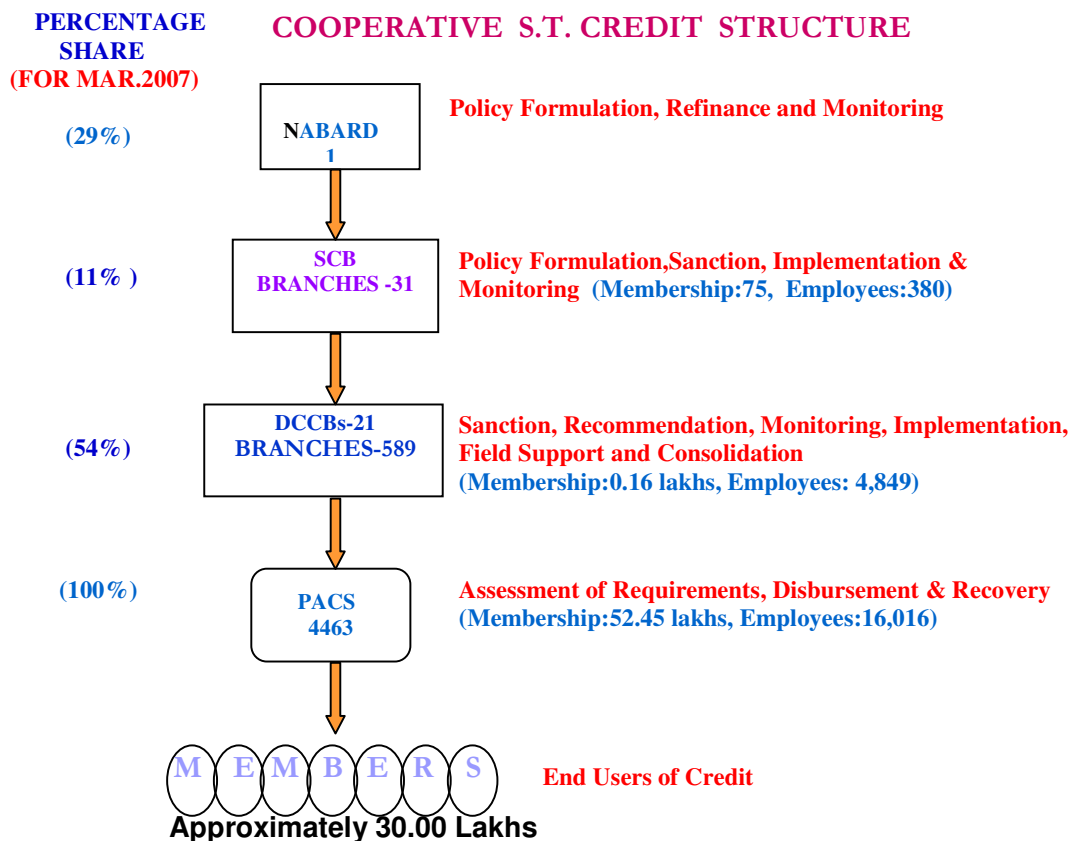 PERCENTAGE
SHARE
(FOR MAR.2007)
COOPERATIVE S.T. CREDIT STRUCTURE
(29%)
NABARD
1
Policy Formulation, Refinance and Monitoring
(11% )
SCB
BRANCHES -31
Policy Formulation,Sanction, Implementation &
Monitoring (Membership:75, Employees:380)
(54%)
DCCBs-21
BRANCHES-589
Sanction, Recommendation, Monitoring, Implementation,
Field Support and Consolidation
(Membership:0.16 lakhs, Employees: 4,849)
(100%)
PACS
4463
Assessment of Requirements, Disbursement & Recovery
(Membership:52.45 lakhs, Employees:16,016)
M E M B E R S
End Users of Credit
Approximately 30.00 Lakhs